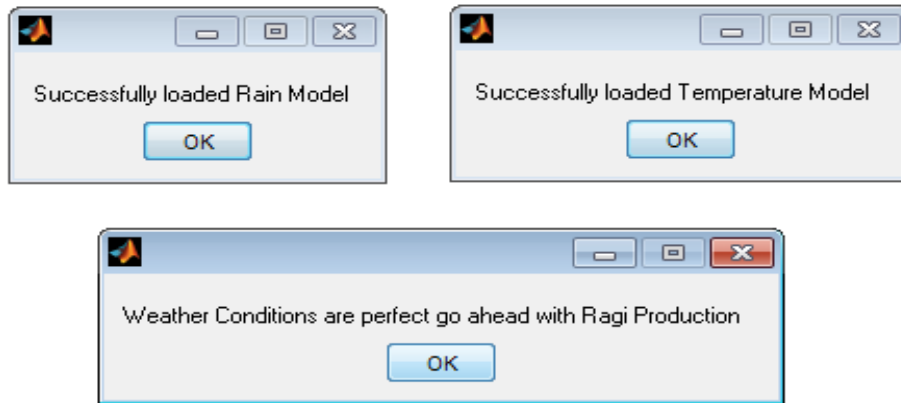 Successfully loaded Rain Model
OK
Successfully loaded Temperature Model
OK
Weather Conditions are perfect go ahead with Ragi Production
OK